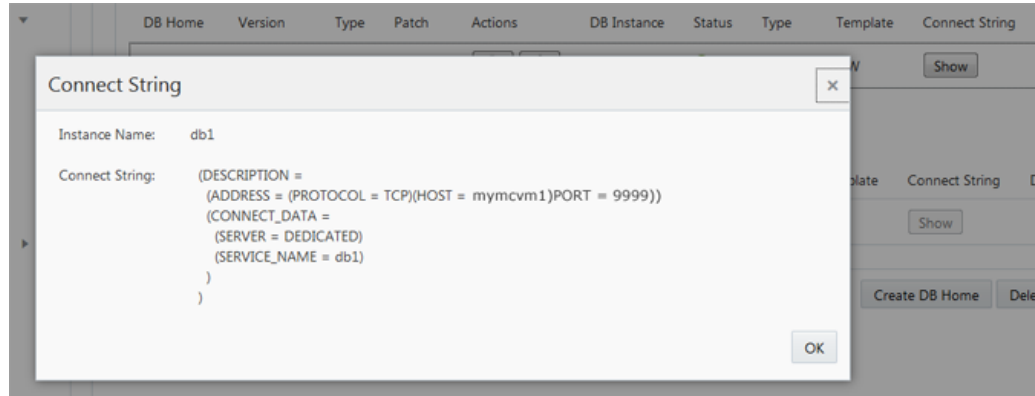 DB Home Version Type Patch Actions DB Instance Status Type Template Connect String
Show
Connect String
Instance Name: db1
Connect String: (DESCRIPTION =
(ADDRESS = (PROTOCOL = TCP)(HOST = mymcvm1)PORT = 9999))
(CONNECT_DATA =
(SERVER = DEDICATED)
(SERVICE_NAME = db1)
)
)
Connect String
Show
Create DB Home
OK